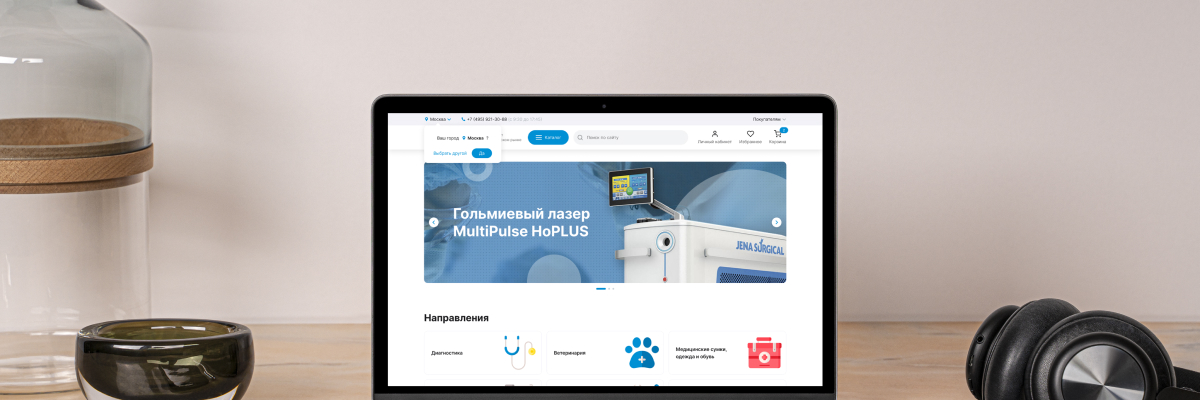 Москва
+7 (495) 921-30-88
Покупателям
Ваш город Москва ?
Выбрать другой
Да
Каталог
Поиск по сайту
Личный кабинет
Избранное
Корзина
Гольмиевый лазер
MultiPulse HoPLUS
JENA SURGICAL
Направления
Диагностика
Ветеринария
Медицинские сумки,
одежда и обувь